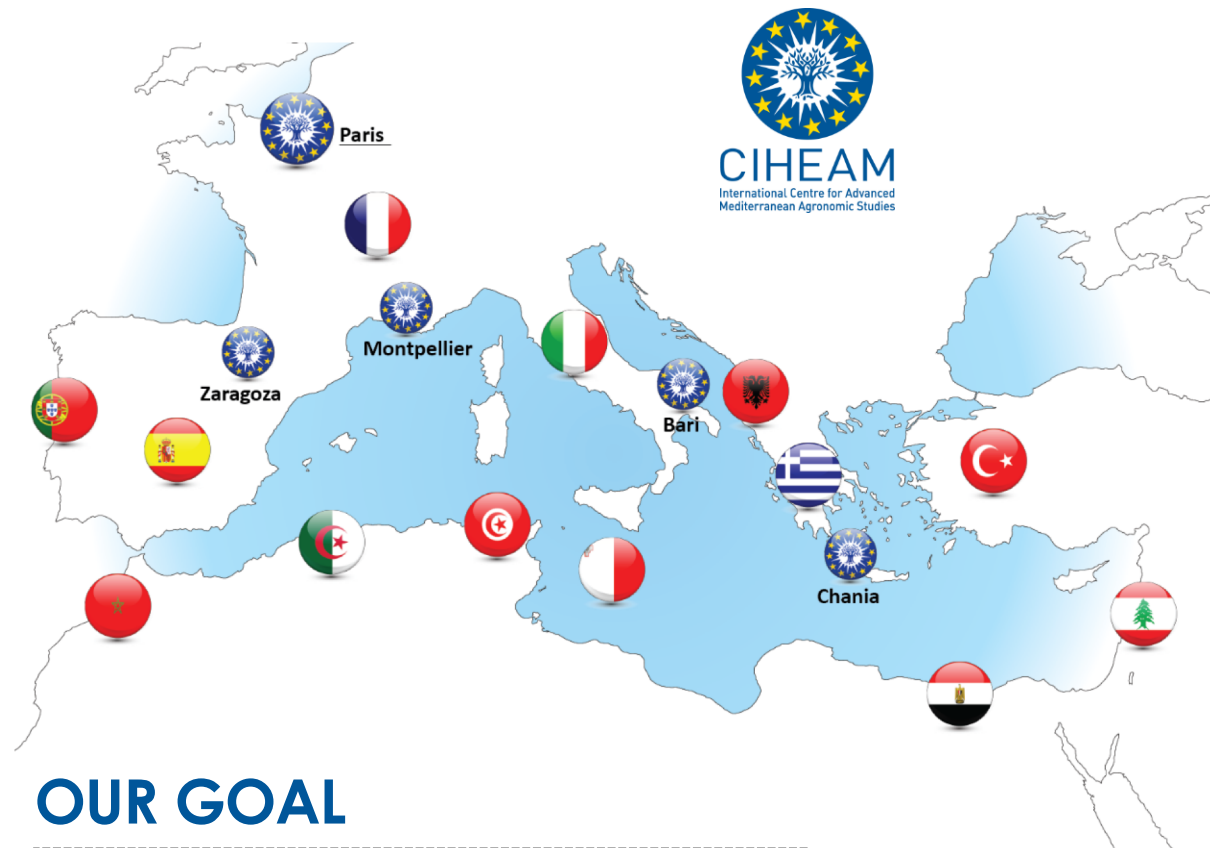 CIHEAM
International Centre for Advanced
Mediterranean Agronomic Studies
Paris
Montpellier
Zaragoza
Bari
Chania
OUR GOAL